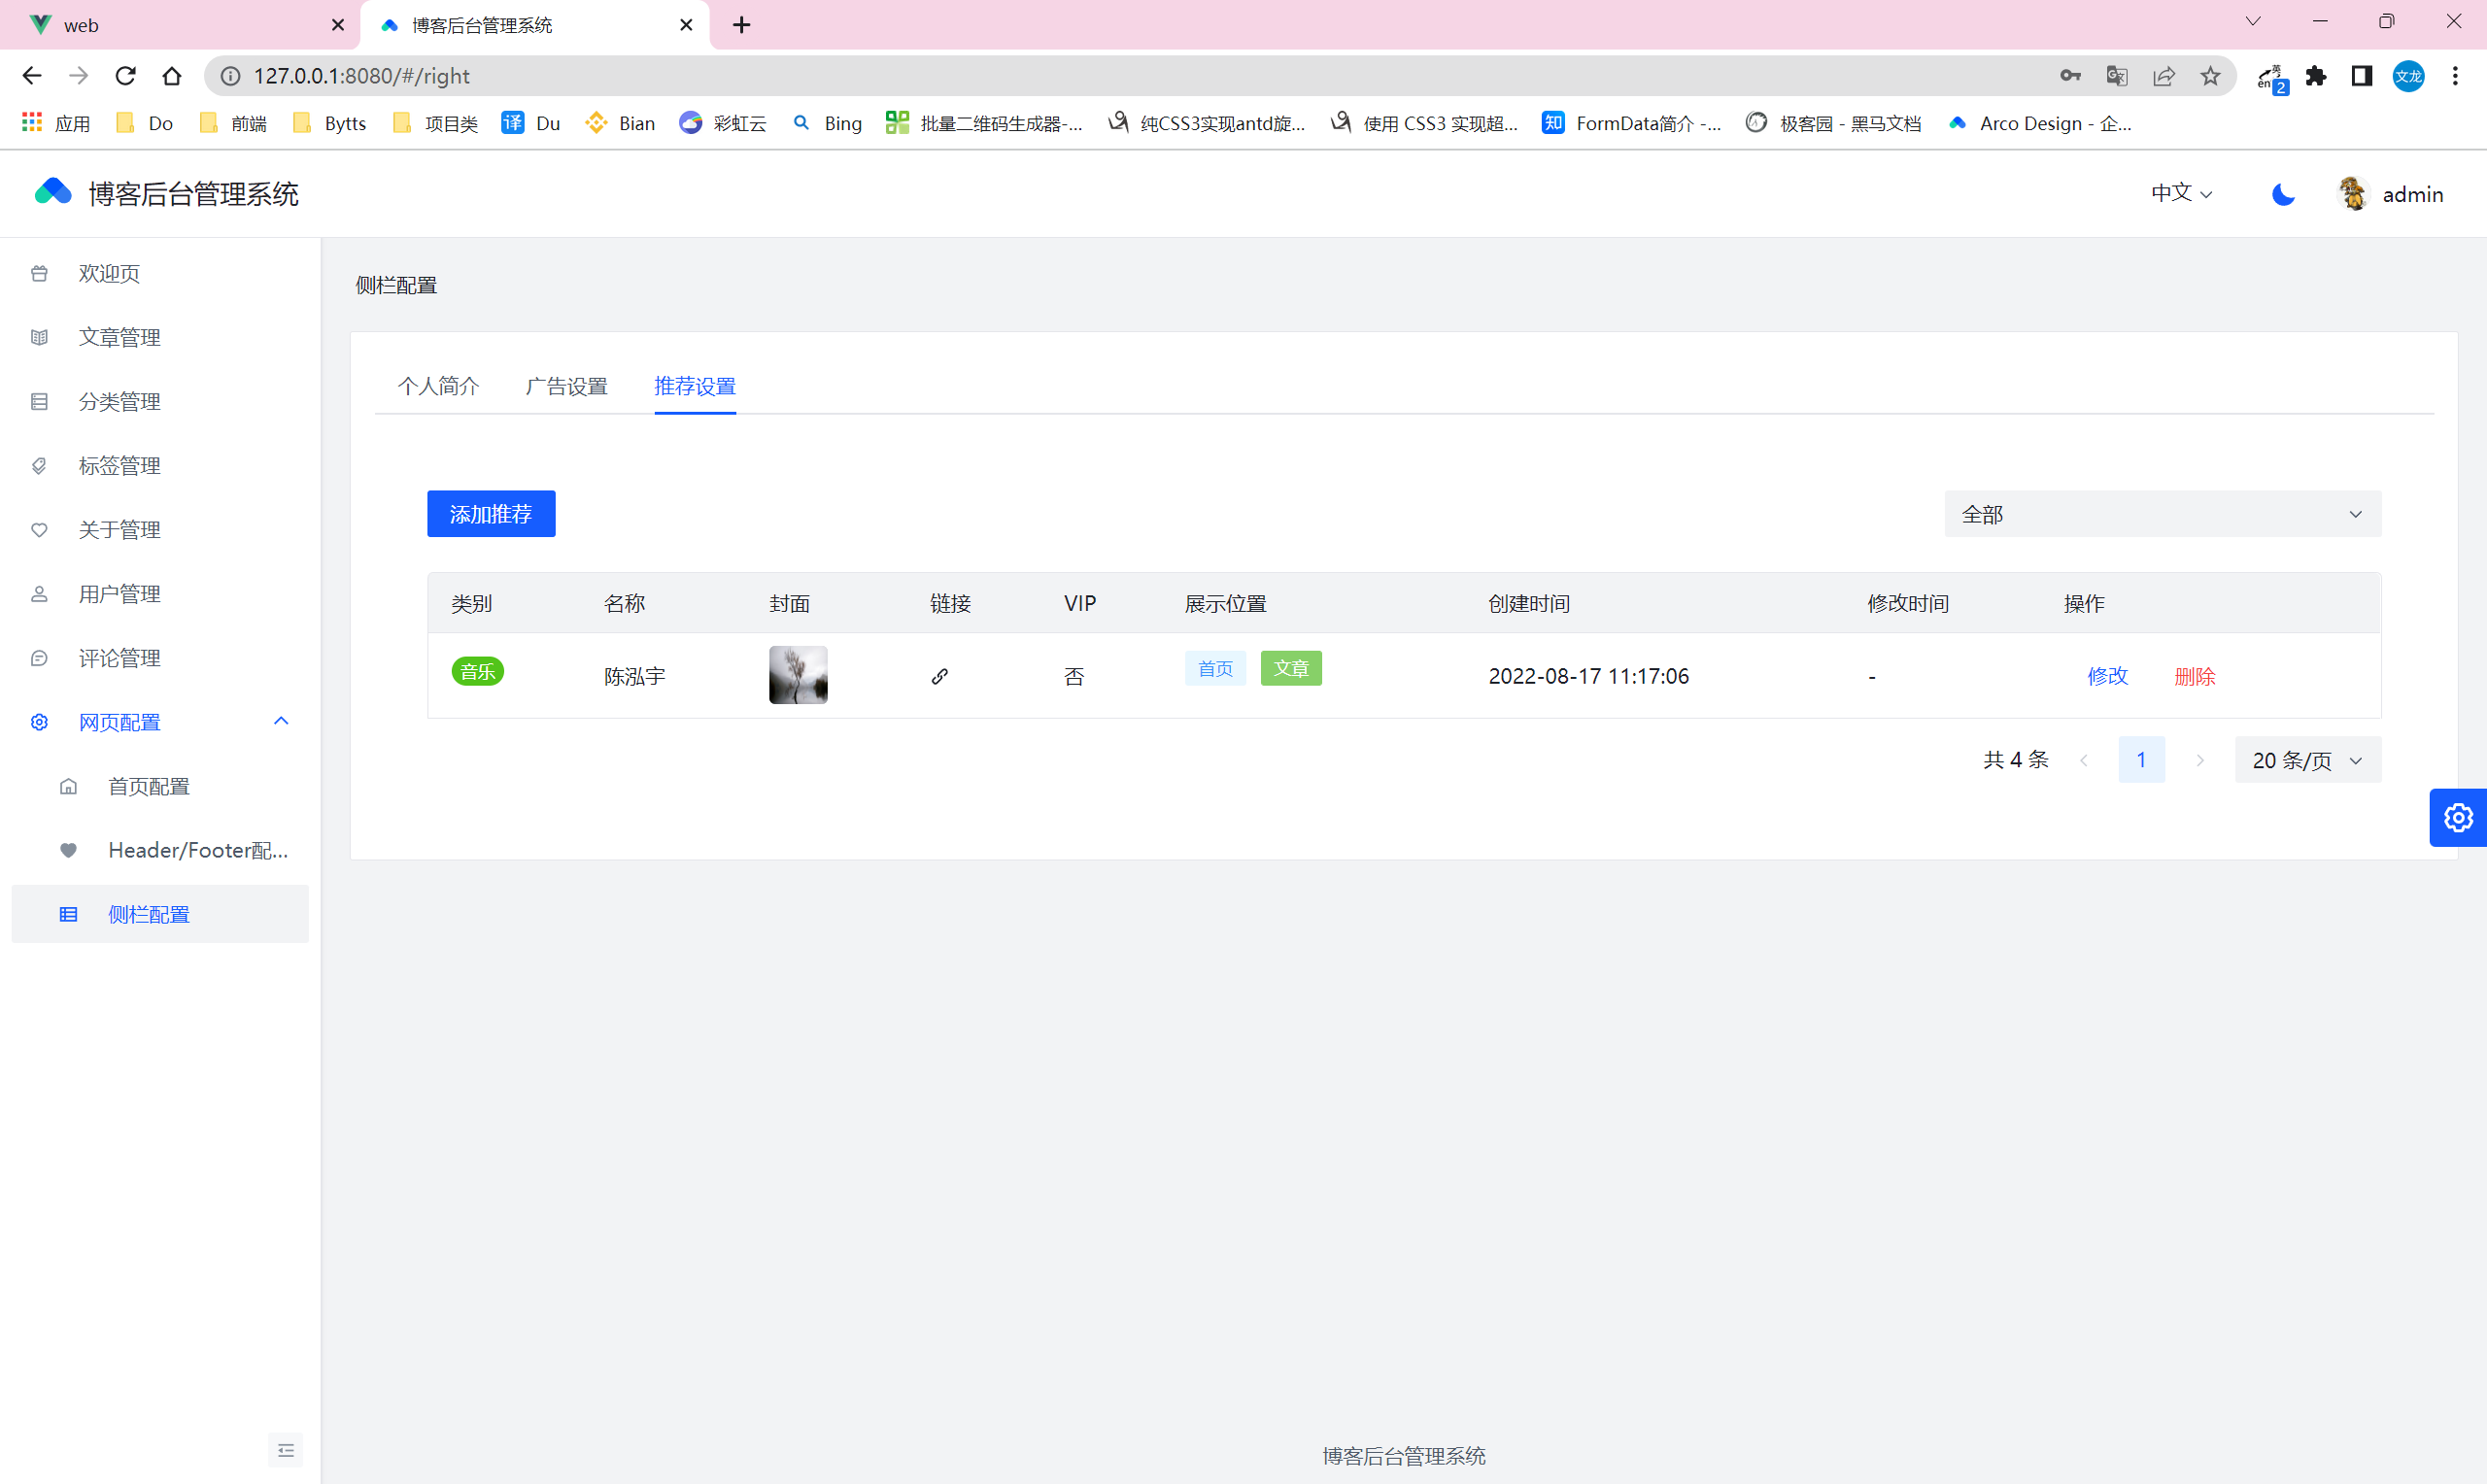 web
博客后台管理系统
127.0.0.1:8080/#/right
英
en
2
文龙
应用
Do
前端
Bytts
项目类
译
Du
Bian
彩虹云
Bing
批量二维码生成器-...
纯CSS3实现antd旋...
使用 CSS3 实现超...
知
FormData简介 -...
极客园 - 黑马文档
Arco Design - 企...
博客后台管理系统
中文
admin
欢迎页
文章管理
分类管理
标签管理
关于管理
用户管理
评论管理
网页配置
首页配置
Header/Footer配...
侧栏配置
侧栏配置
个人简介 广告设置 推荐设置
添加推荐
全部
类别 名称 封面 链接 VIP 展示位置 创建时间 修改时间 操作
音乐 陈泓宇 否 首页 文章 2022-08-17 11:17:06 - 修改 删除
共 4 条 1 20 条/页
博客后台管理系统